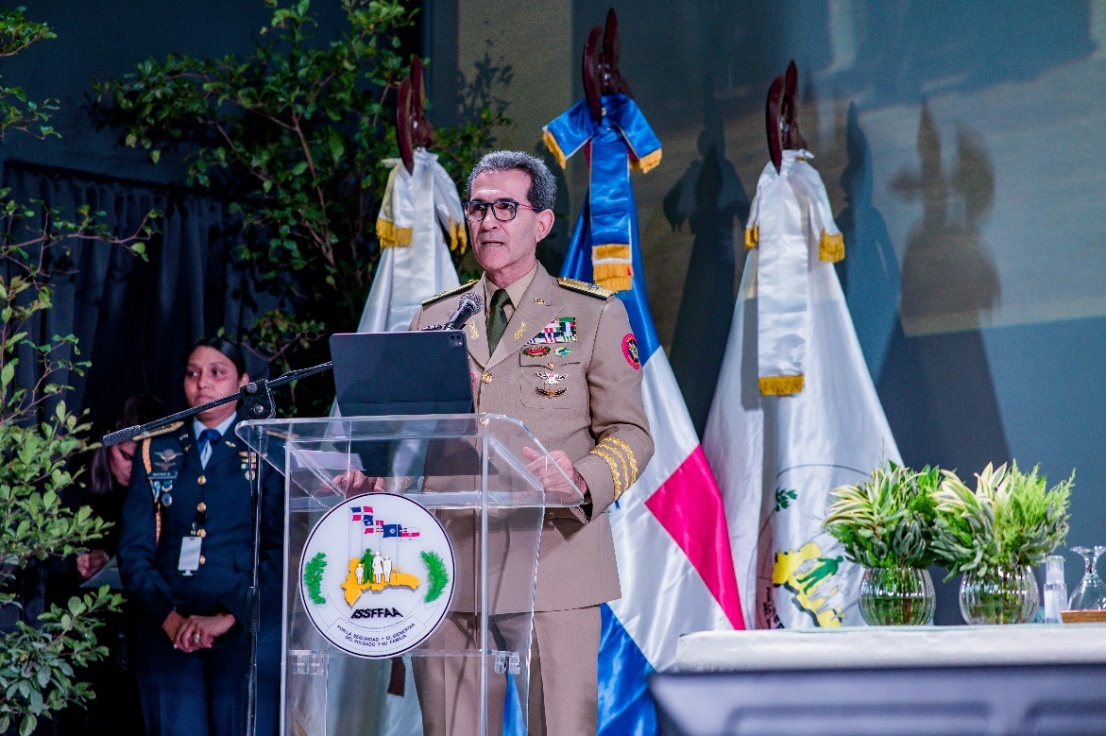 ISSFFAA
POR LA SEGURIDAD Y EL BIENESTAR
DEL SOLDADO Y SU FAMILIA